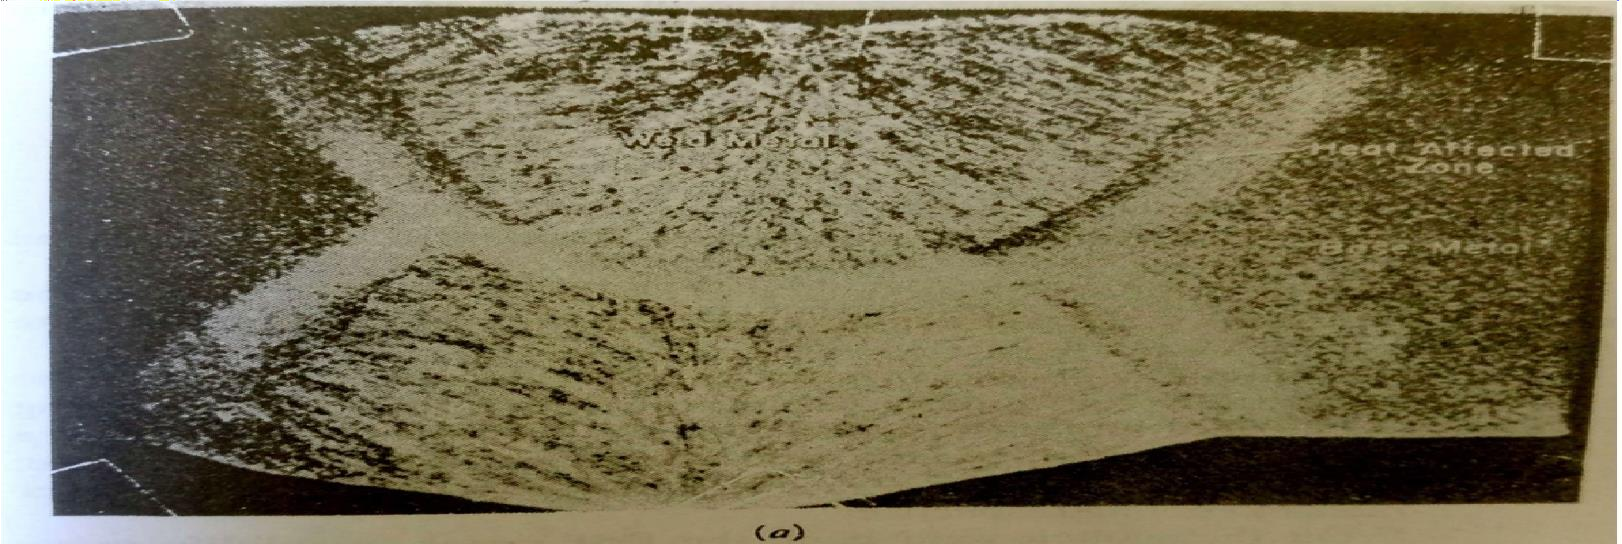 Weld Metal
Heat Affected
Zone
Base Metal
(a)